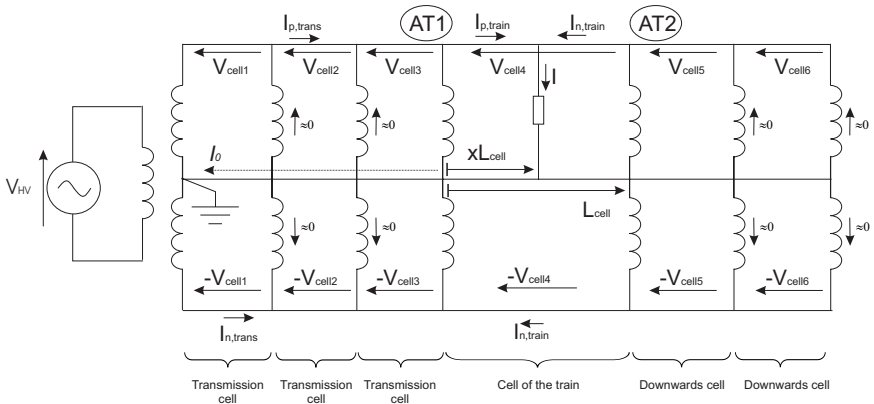 Ip,trans AT1 Ip,train In,train AT2
Vcell1 Vcell2 Vcell3 Vcell4 I Vcell5 Vcell6
≈0 ≈0 ≈0 ≈0
I0 xLcell
VHV
Lcell
≈0 ≈0 ≈0 ≈0
-Vcell1 -Vcell2 -Vcell3 -Vcell4 -Vcell5 -Vcell6
In,trans In,train
Transmission cell
Transmission cell
Transmission cell
Cell of the train
Downwards cell
Downwards cell